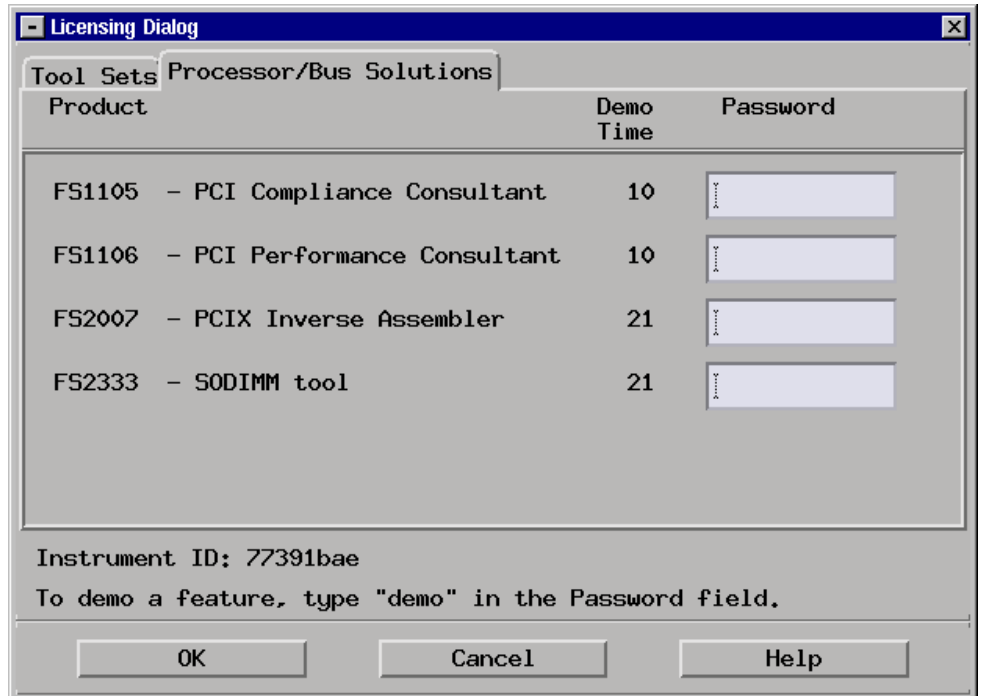 Licensing Dialog
Tool Sets Processor/Bus Solutions
Product Demo Time Password
FS1105 - PCI Compliance Consultant 10
FS1106 - PCI Performance Consultant 10
FS2007 - PCIX Inverse Assembler 21
FS2333 - SODIMM tool 21
Instrument ID: 77391bae
To demo a feature, type "demo" in the Password field.
OK Cancel Help